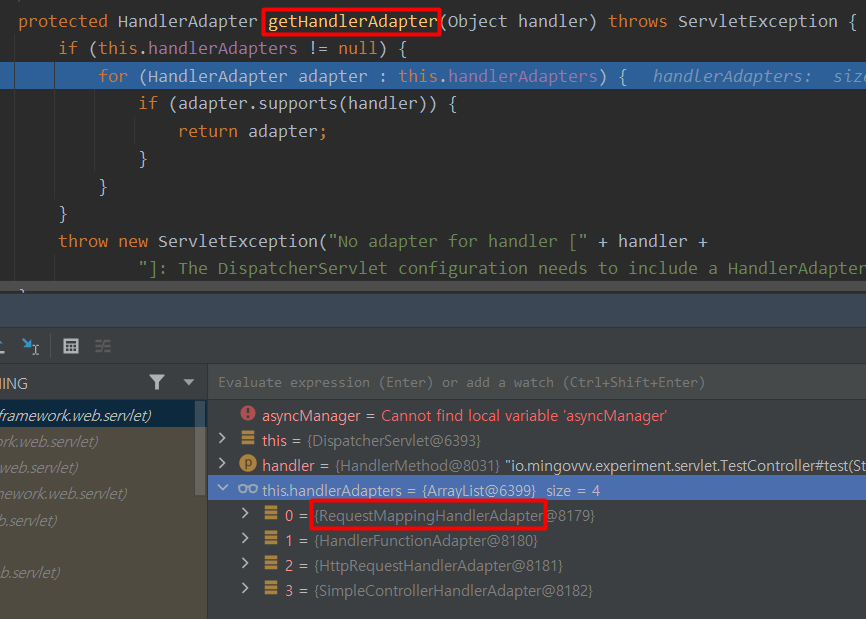 protected HandlerAdapter getHandlerAdapter(Object handler) throws ServletException {
if (this.handlerAdapters != null) {
for (HandlerAdapter adapter : this.handlerAdapters) { handlerAdapters: size
if (adapter.supports(handler)) {
return adapter;
}
}
}
throw new ServletException("No adapter for handler [" + handler +
"]: The DispatcherServlet configuration needs to include a HandlerAdapter
NING
Evaluate expression (Enter) or add a watch (Ctrl+Shift+Enter)
framework.web.servlet)
asyncManager = Cannot find local variable 'asyncManager'
ork.web.servlet)
this = {DispatcherServlet@6393}
web.servlet)
handler = {HandlerMethod@8031} "io.mingovvv.experiment.servlet.TestController#test(St
mework.web.servlet)
this.handlerAdapters = {ArrayList@6399} size = 4
b.servlet)
0 = {RequestMappingHandlerAdapter@8179}
1 = {HandlerFunctionAdapter@8180}
b.servlet)
2 = {HttpRequestHandlerAdapter@8181}
3 = {SimpleControllerHandlerAdapter@8182}